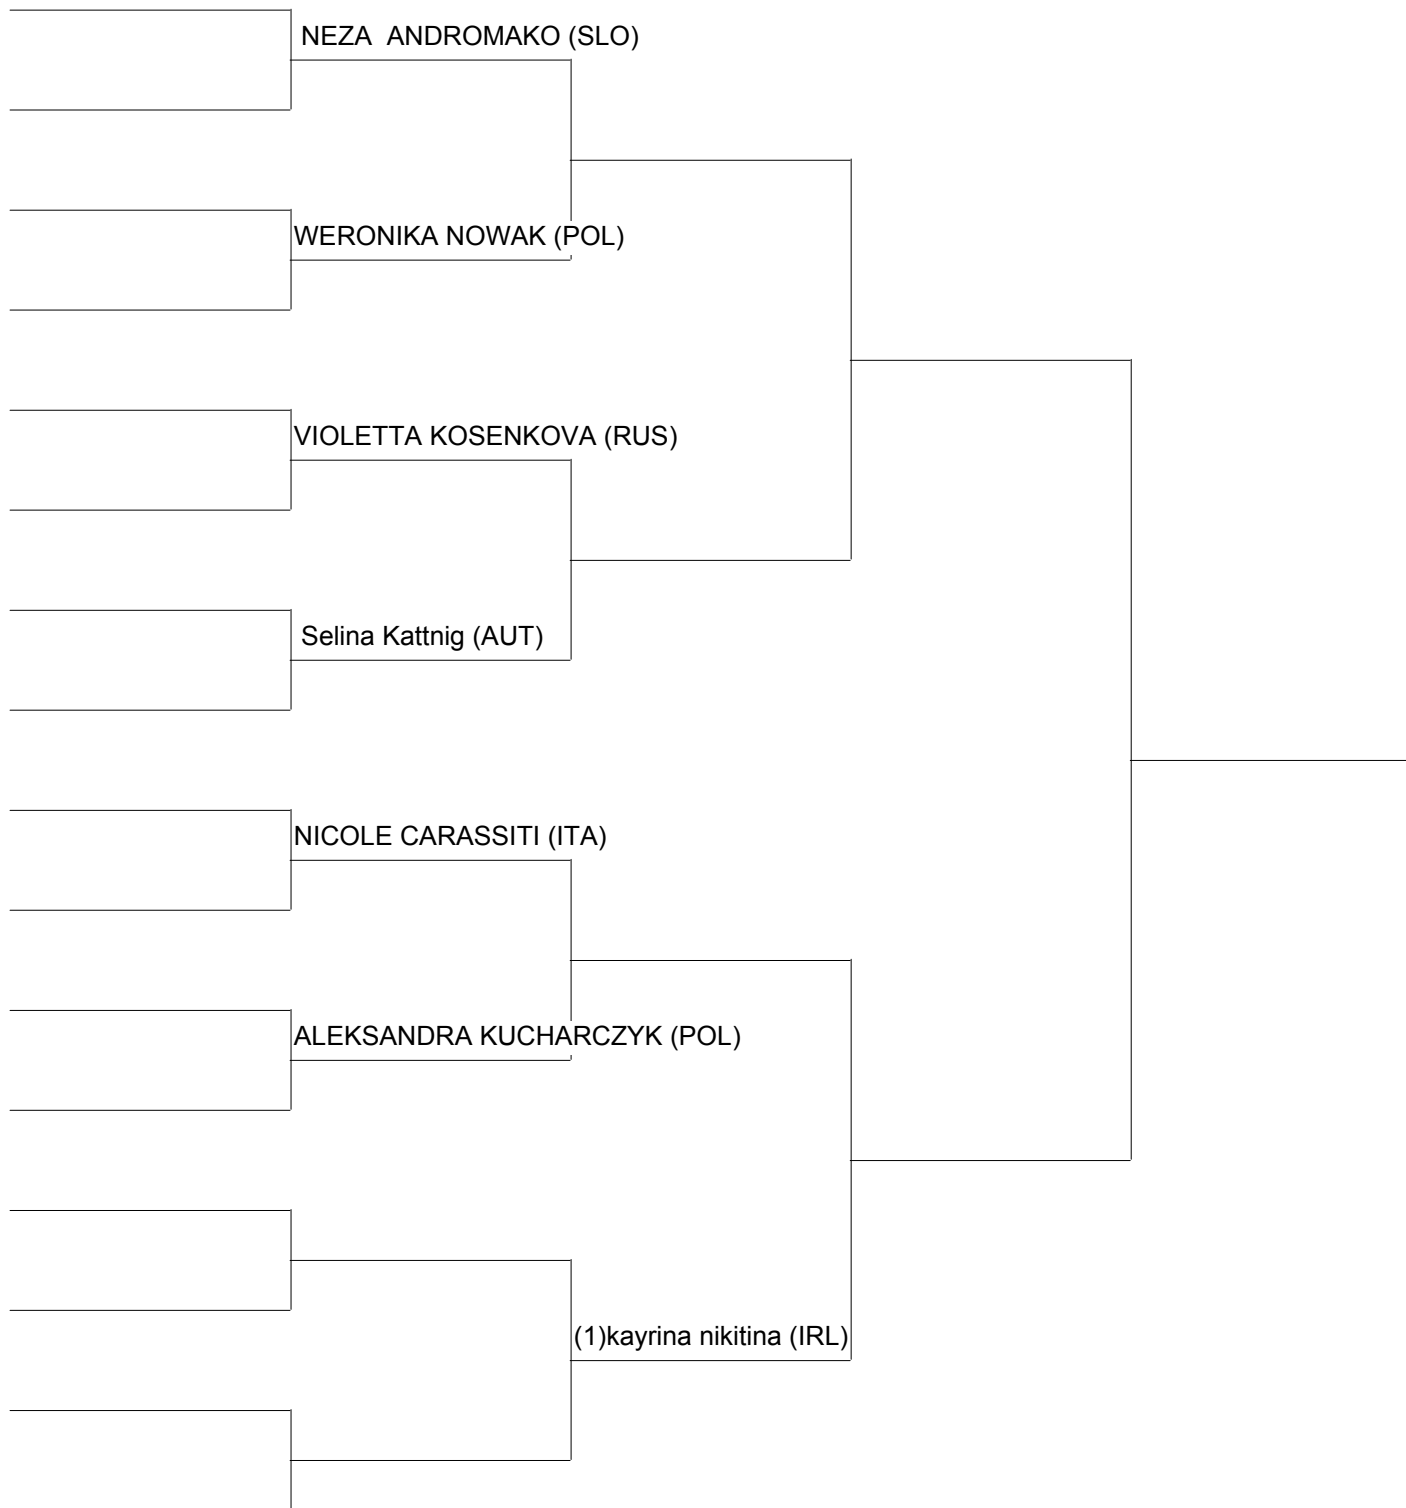 NEZA  ANDROMAKO (SLO)
WERONIKA NOWAK (POL)
VIOLETTA KOSENKOVA (RUS)
Selina Kattnig (AUT)
NICOLE CARASSITI (ITA)
ALEKSANDRA KUCHARCZYK (POL)
(1)kayrina nikitina (IRL)